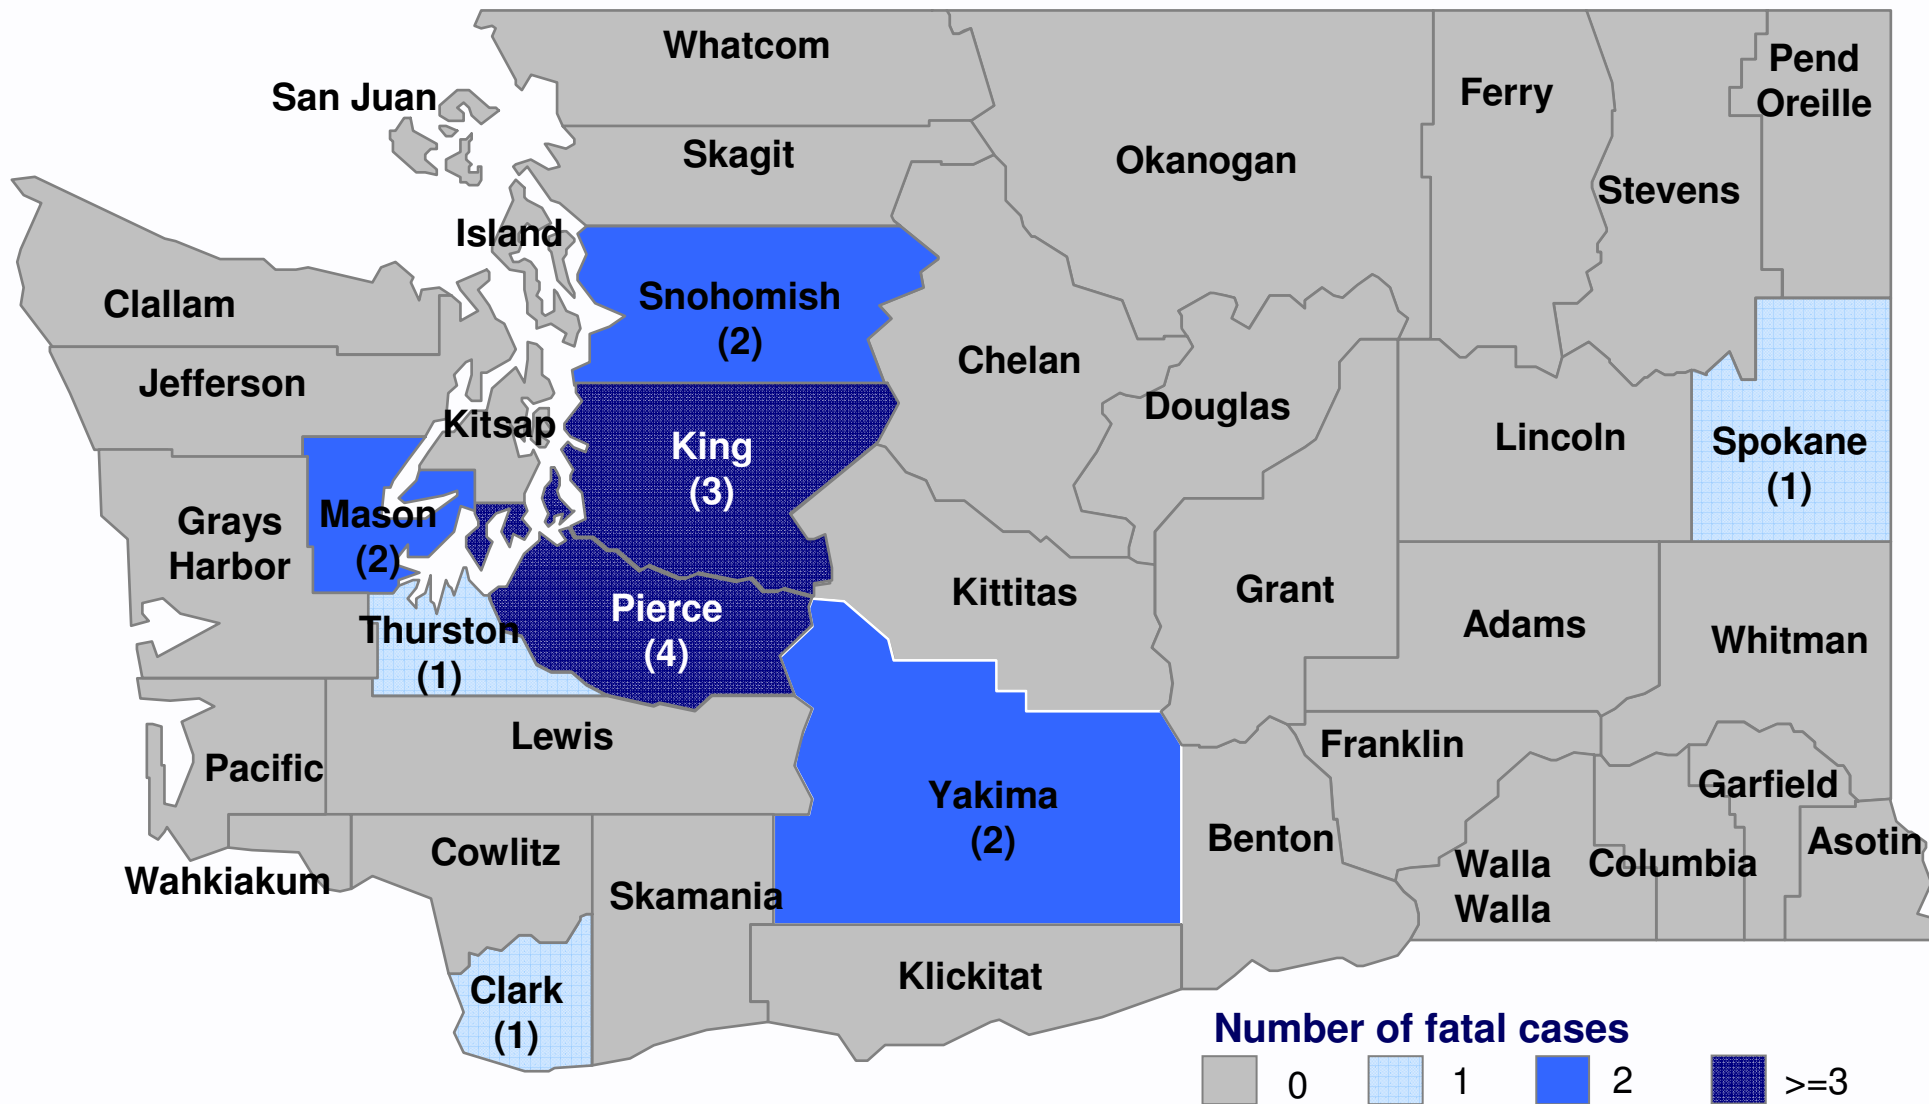 Whatcom
Pend
Oreille
San Juan
Ferry
Skagit
Okanogan
Stevens
Island
Clallam
Snohomish
(2)
Chelan
Jefferson
Douglas
Kitsap
King
(3)
Lincoln
Spokane
(1)
Grays
Harbor
Mason
(2)
Kittitas
Grant
Pierce
(4)
Adams
Whitman
Thurston
(1)
Lewis
Franklin
Pacific
Garfield
Yakima
(2)
Benton
Asotin
Cowlitz
Walla
Walla
Columbia
Wahkiakum
Skamania
Klickitat
Clark
(1)
Number of fatal cases
0 1 2 >=3